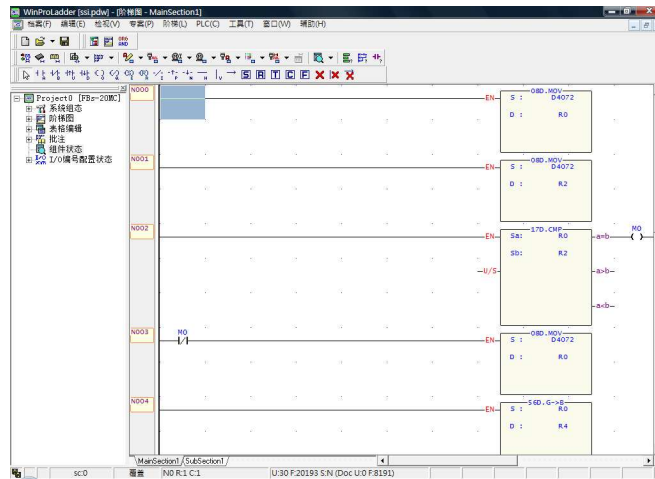 WinProLadder [ssi.pdw] - [阶梯图 - MainSection1]
档案(F) 编辑(E) 检视(V) 专案(P) 阶梯(L) PLC(C) 工具(T) 窗口(W) 辅助(H)
S R T C F
Project0 [FBs-20MC]
系统组态
阶梯图
表格编辑
批注
组件状态
I/O编号配置状态
N000
08D.MOV
EN S : D4072
D : R0
N001
08D.MOV
EN S : D4072
D : R2
N002
17D.CMP
EN Sa: R0 a=b M0
Sb: R2
U/S a>b
a<b
N003 M0
08D.MOV
EN S : D4072
D : R0
N004
56D.G->B
EN S : R0
D : R4
MainSection1 SubSection1
sc:0 覆盖 N0 R:1 C:1 U:30 F:20193 S:N (Doc U:0 F:8191)